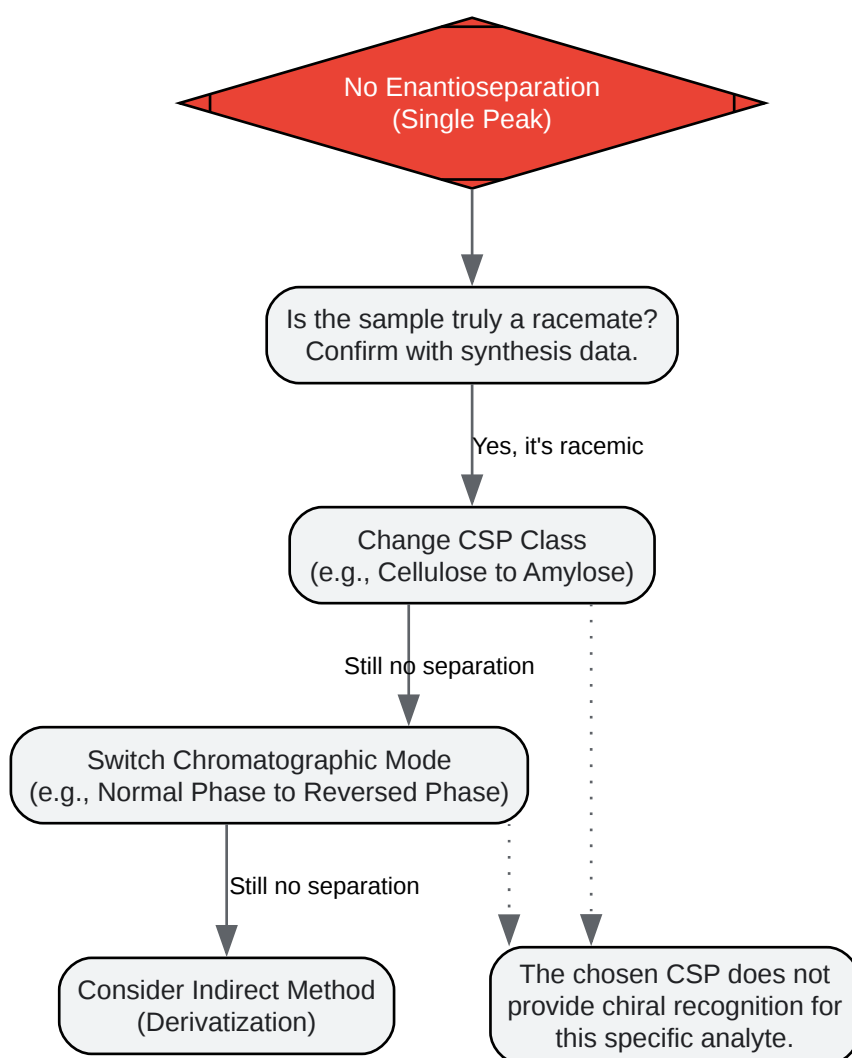 No Enantioseparation
(Single Peak)
Is the sample truly a racemate?
Confirm with synthesis data.
Yes, it's racemic
Change CSP Class
(e.g., Cellulose to Amylose)
Still no separation
Switch Chromatographic Mode
(e.g., Normal Phase to Reversed Phase)
Still no separation
Consider Indirect Method
(Derivatization)
The chosen CSP does not
provide chiral recognition for
this specific analyte.